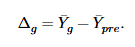 Δ_g = Ȳ_g − Ȳ_pre.